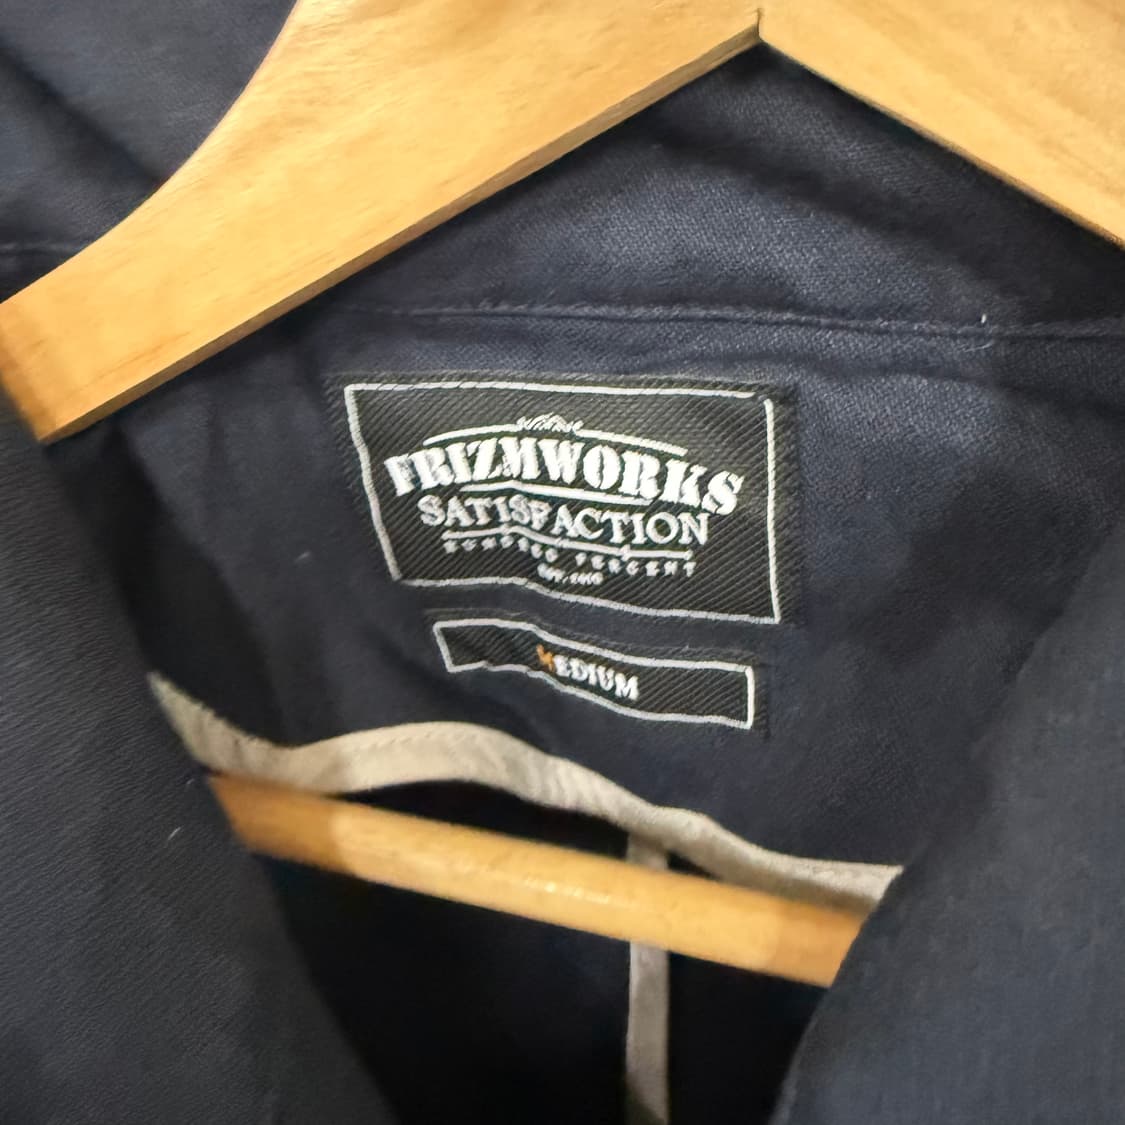 FRIZMWORKS
SATISFACTION
HUNDRED PERCENT
MEDIUM